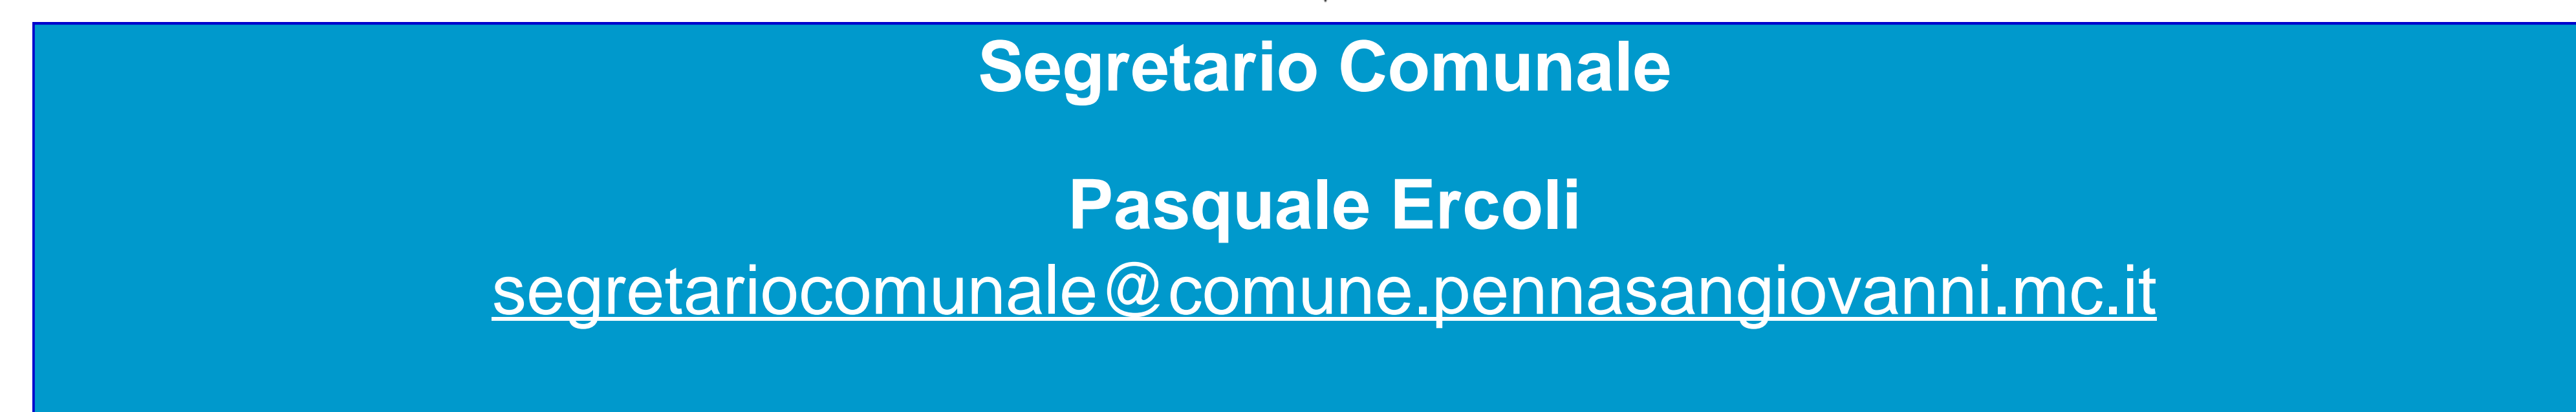 Segretario Comunale
Pasquale Ercoli
segretariocomunale@comune.pennasangiovanni.mc.it